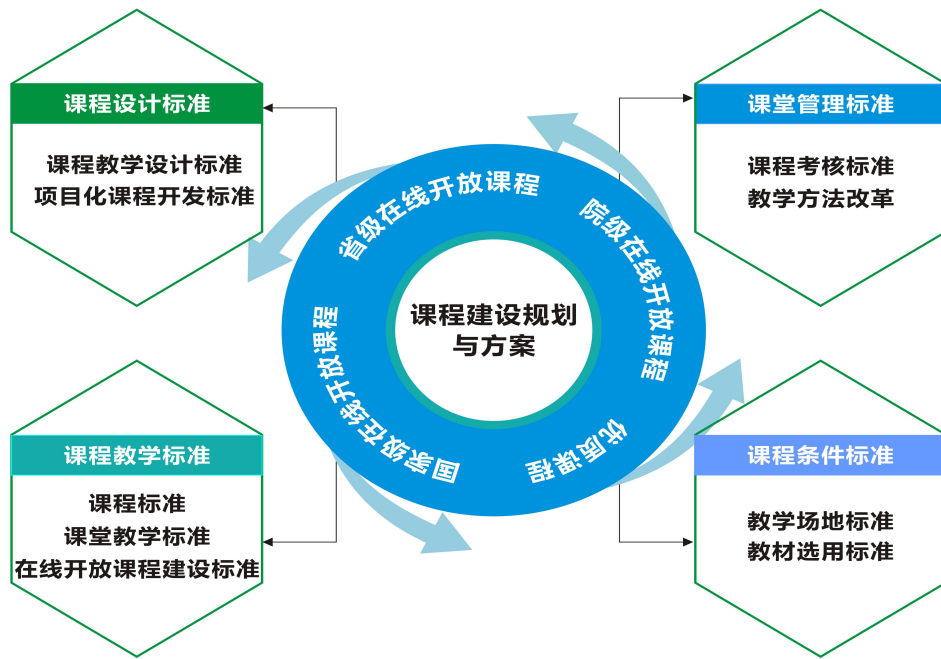 课程设计标准
课程教学设计标准
项目化课程开发标准
课堂管理标准
课程考核标准
教学方法改革
省级在线开放课程
院级在线开放课程
国家级在线开放课程
优质课程
课程建设规划
与方案
课程教学标准
课程标准
课堂教学标准
在线开放课程建设标准
课程条件标准
教学场地标准
教材选用标准